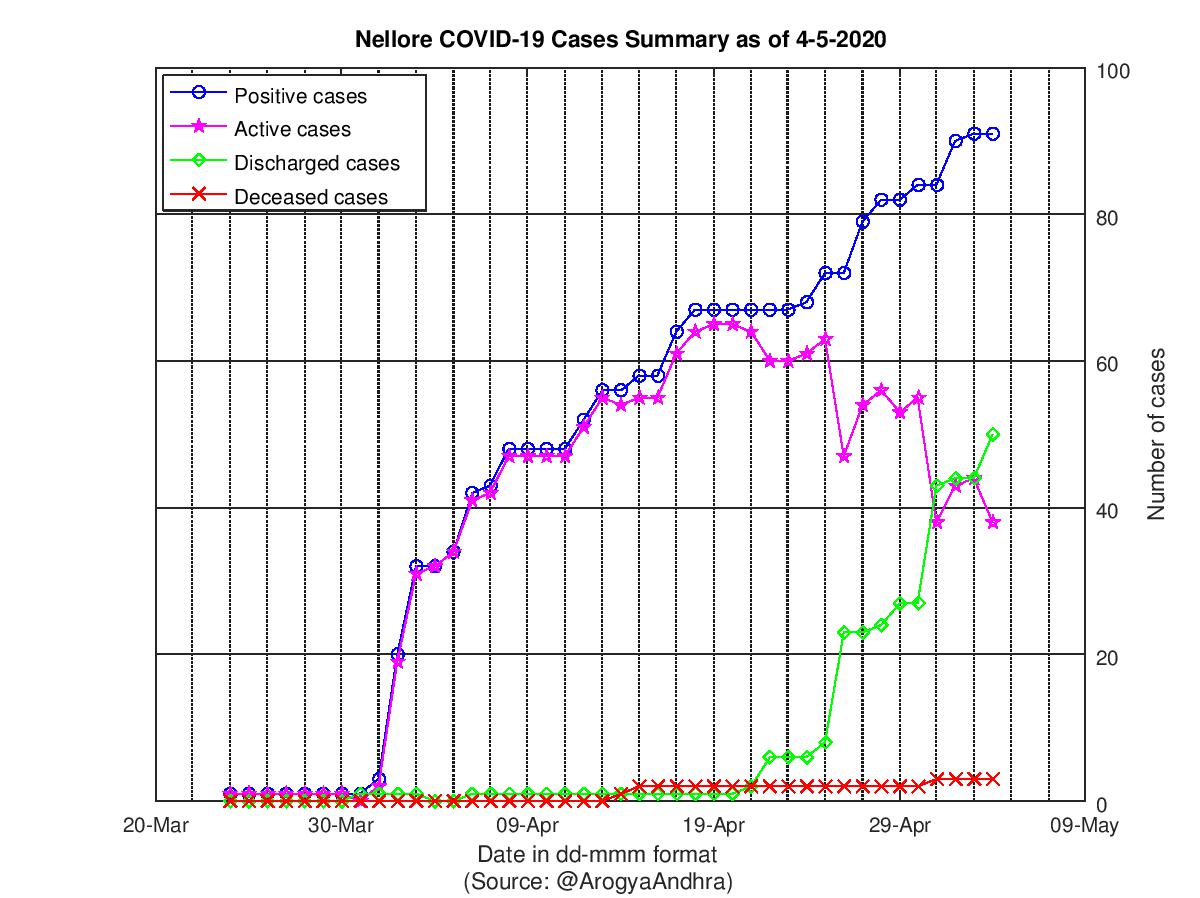 Nellore COVID-19 Cases Summary as of 4-5-2020
Positive cases
Active cases
Discharged cases
Deceased cases
100
80
60
40
20
0
Number of cases
20-Mar
30-Mar
09-Apr
19-Apr
29-Apr
09-May
Date in dd-mmm format
(Source: @ArogyaAndhra)